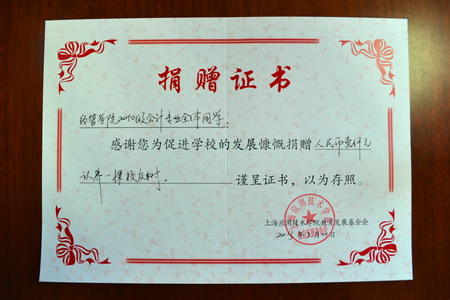 捐赠证书
经管学院2010级会计专业全体同学:
感谢您为促进学校的发展慷慨捐赠 人民币壹仟元
认养一棵校友树. 谨呈证书，以为存照。
上海应用技术学院教育发展基金会